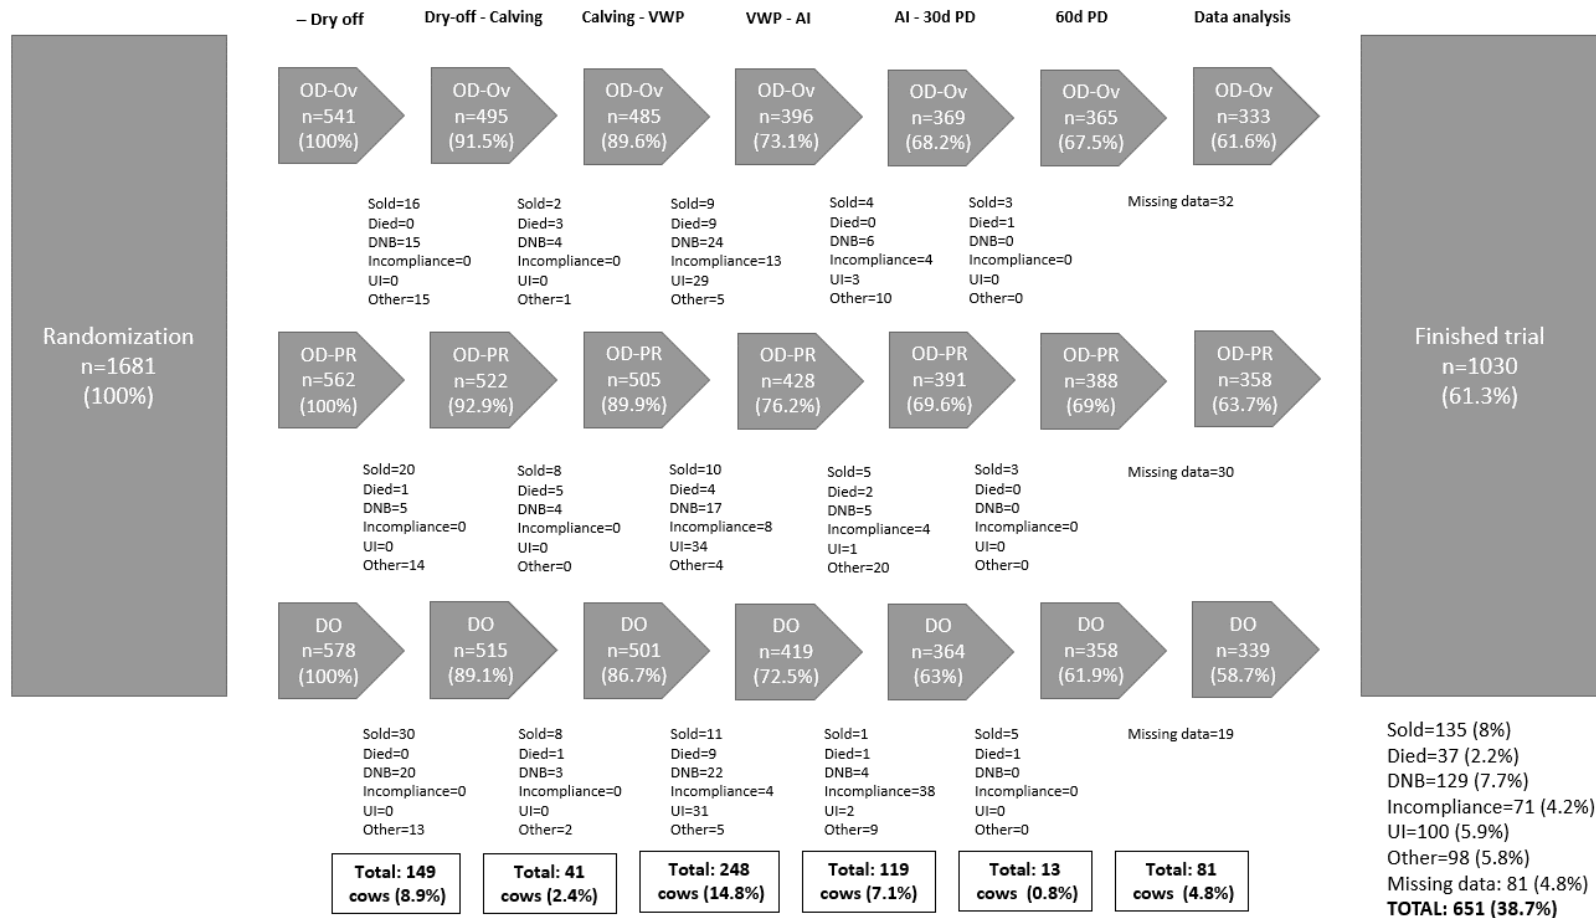 – Dry off
Dry-off - Calving
Calving - VWP
VWP - AI
AI - 30d PD
60d PD
Data analysis
Randomization
n=1681
(100%)
OD-Ov
n=541
(100%)
OD-Ov
n=495
(91.5%)
OD-Ov
n=485
(89.6%)
OD-Ov
n=396
(73.1%)
OD-Ov
n=369
(68.2%)
OD-Ov
n=365
(67.5%)
OD-Ov
n=333
(61.6%)
Sold=16
Died=0
DNB=15
Incompliance=0
UI=0
Other=15
Sold=2
Died=3
DNB=4
Incompliance=0
UI=0
Other=1
Sold=9
Died=9
DNB=24
Incompliance=13
UI=29
Other=5
Sold=4
Died=0
DNB=6
Incompliance=4
UI=3
Other=10
Sold=3
Died=1
DNB=0
Incompliance=0
UI=0
Other=0
Missing data=32
OD-PR
n=562
(100%)
OD-PR
n=522
(92.9%)
OD-PR
n=505
(89.9%)
OD-PR
n=428
(76.2%)
OD-PR
n=391
(69.6%)
OD-PR
n=388
(69%)
OD-PR
n=358
(63.7%)
Sold=20
Died=1
DNB=5
Incompliance=0
UI=0
Other=14
Sold=8
Died=5
DNB=4
Incompliance=0
UI=0
Other=0
Sold=10
Died=4
DNB=17
Incompliance=8
UI=34
Other=4
Sold=5
Died=2
DNB=5
Incompliance=4
UI=1
Other=20
Sold=3
Died=0
DNB=0
Incompliance=0
UI=0
Other=0
Missing data=30
DO
n=578
(100%)
DO
n=515
(89.1%)
DO
n=501
(86.7%)
DO
n=419
(72.5%)
DO
n=364
(63%)
DO
n=358
(61.9%)
DO
n=339
(58.7%)
Sold=30
Died=0
DNB=20
Incompliance=0
UI=0
Other=13
Sold=8
Died=1
DNB=3
Incompliance=0
UI=0
Other=2
Sold=11
Died=9
DNB=22
Incompliance=4
UI=31
Other=5
Sold=1
Died=1
DNB=4
Incompliance=38
UI=2
Other=9
Sold=5
Died=1
DNB=0
Incompliance=0
UI=0
Other=0
Missing data=19
Total: 149
cows (8.9%)
Total: 41
cows (2.4%)
Total: 248
cows (14.8%)
Total: 119
cows (7.1%)
Total: 13
cows (0.8%)
Total: 81
cows (4.8%)
Finished trial
n=1030
(61.3%)
Sold=135 (8%)
Died=37 (2.2%)
DNB=129 (7.7%)
Incompliance=71 (4.2%)
UI=100 (5.9%)
Other=98 (5.8%)
Missing data: 81 (4.8%)
TOTAL: 651 (38.7%)